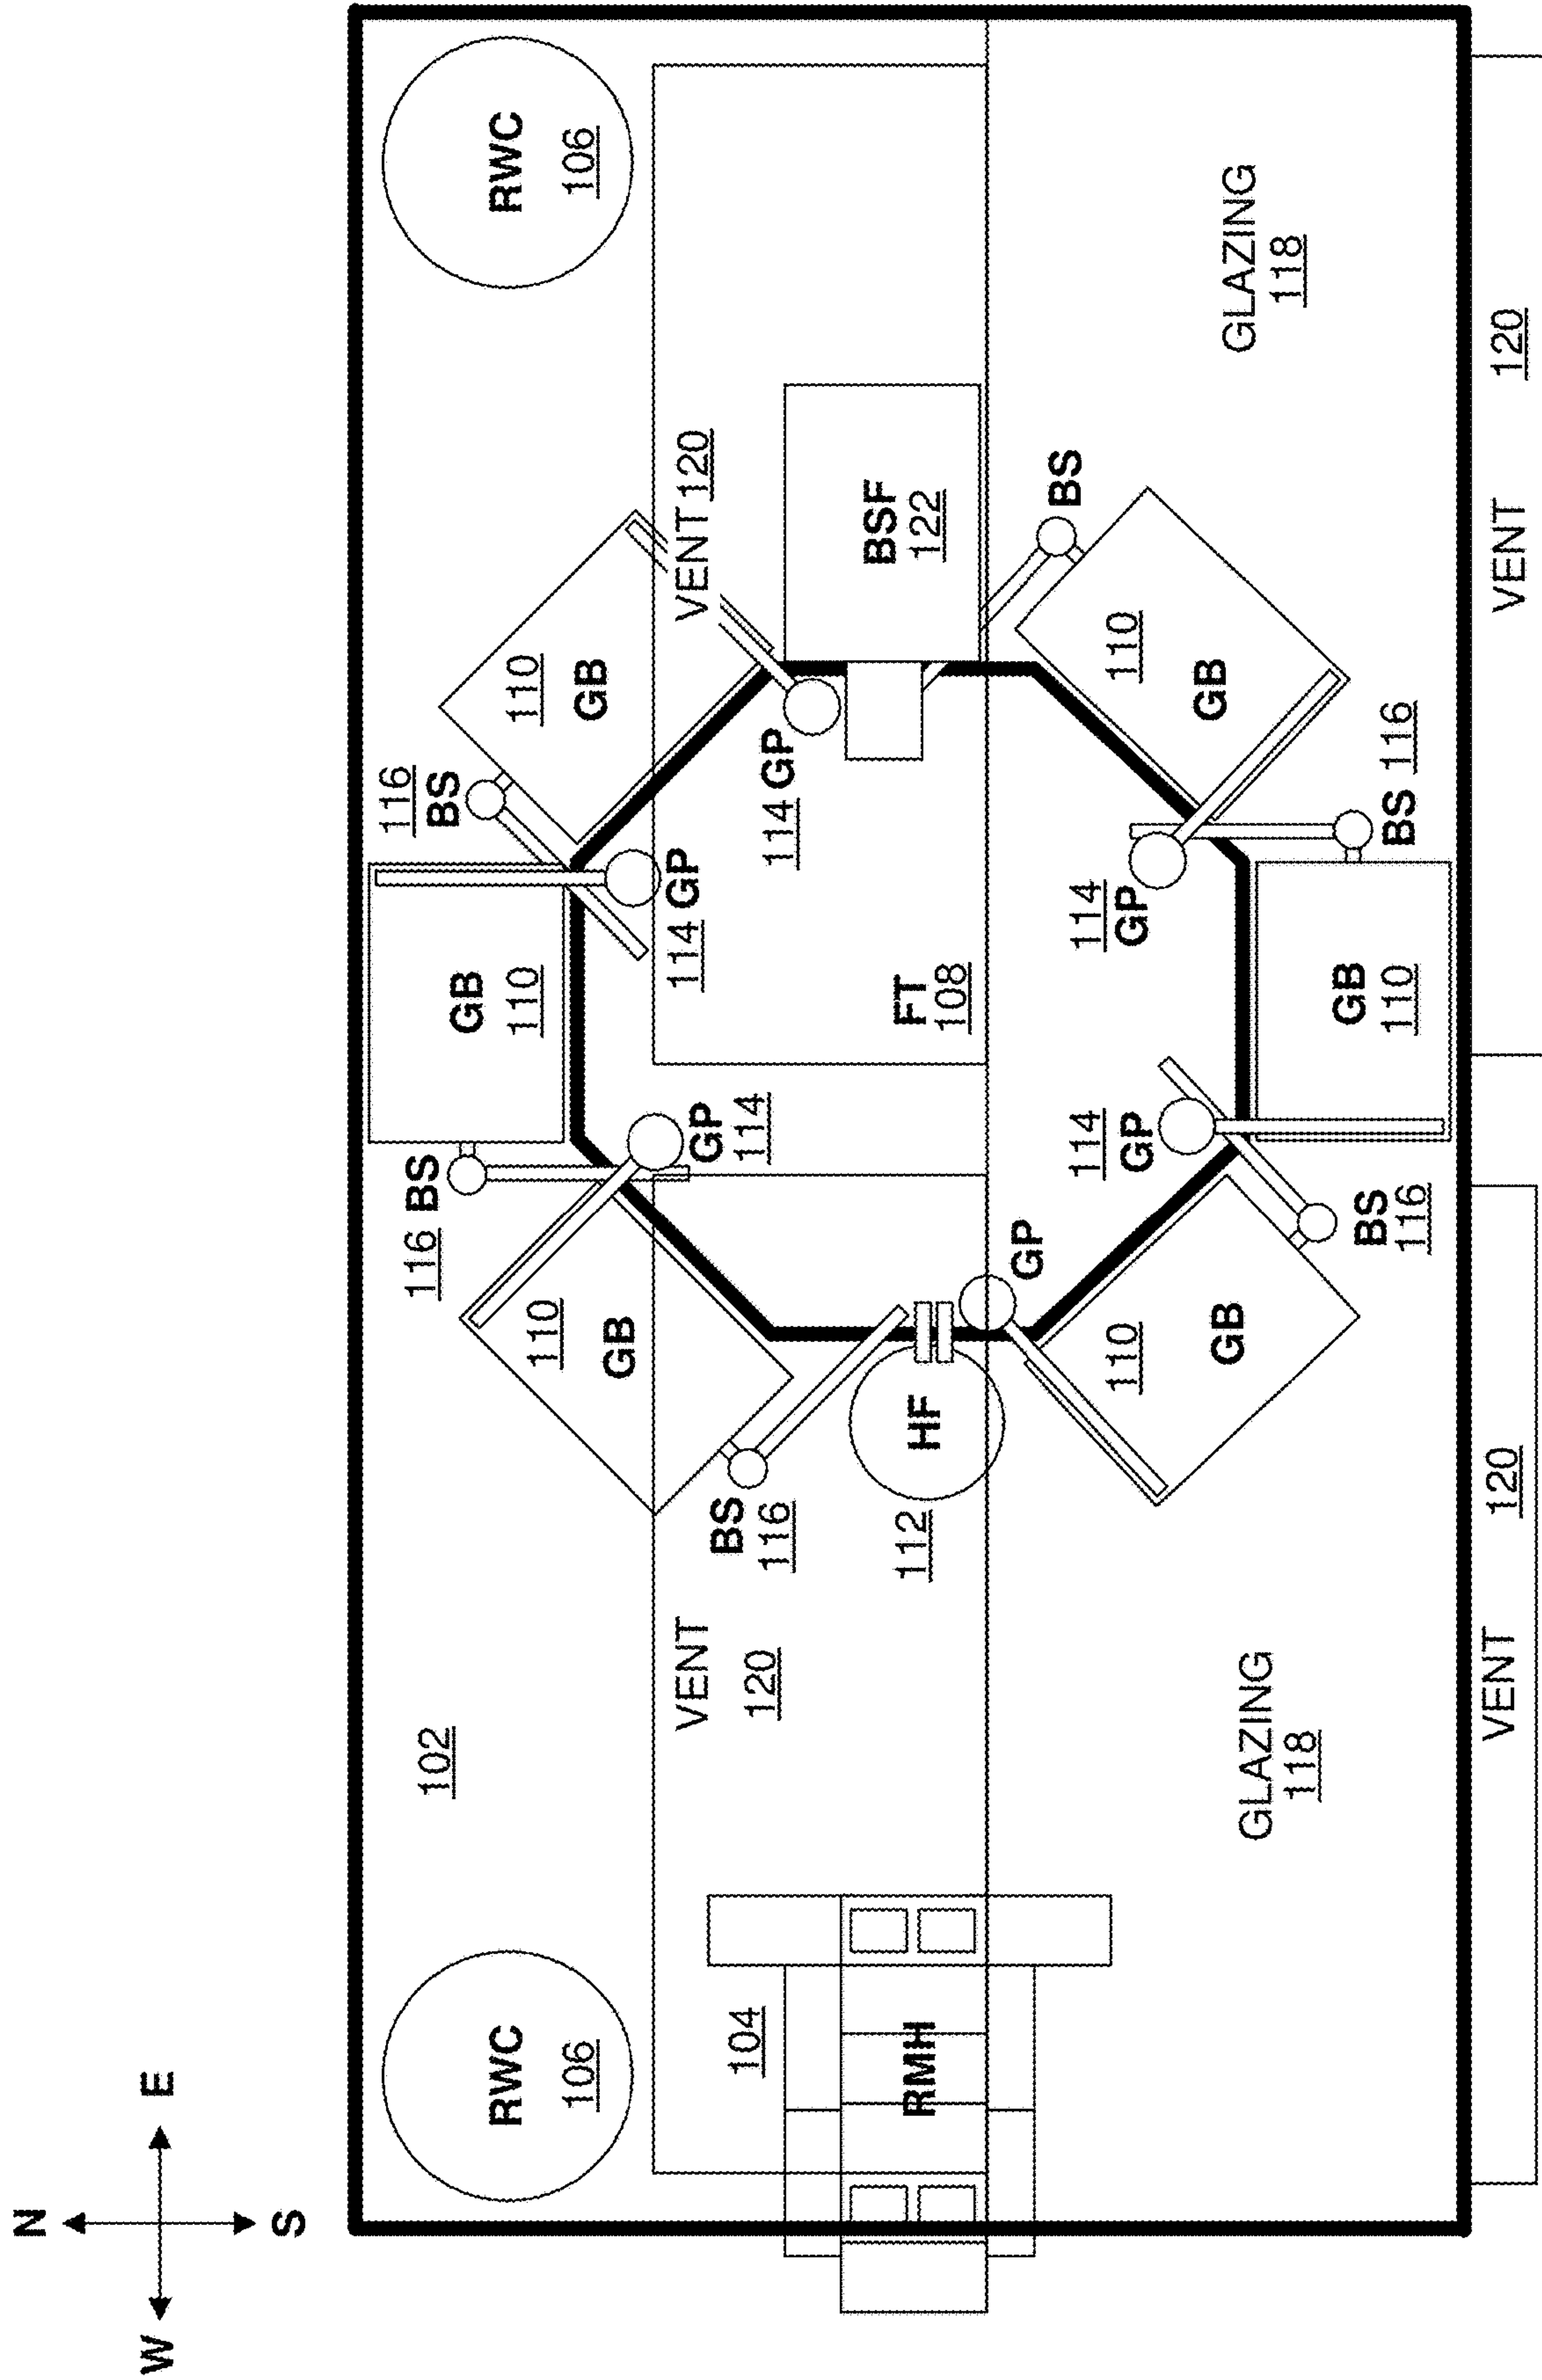 N
W
E
S
RWC
106
102
RWC
106
GB
110
BS
116
110
GB
116
BS
110
GB
VENT 120
BS
116
GP
114
114 GP
114 GP
VENT
120
104
RMH
112
HF
FT
108
BSF
122
GP
114
GP
114
GP
BS
110
GB
110
GB
BS
116
GB
110
BS 116
GLAZING
118
GLAZING
118
VENT
120
VENT
120